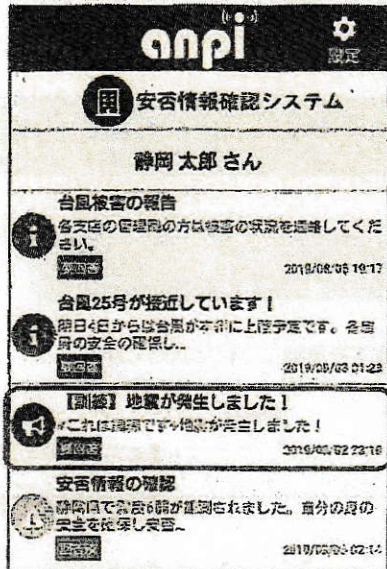 anpi
設定
安否情報確認システム
静岡 太郎 さん
台風被害の報告
各支店の管理職の方は被害の状況を連絡してくだ
さい。
2019/08/03 19:17
台風25号が接近しています!
明日4日からは台風が本州に上陸予定です。各自
身の安全の確保し...
01:23
【訓練】地震が発生しました!
*これは訓練です*地震が発生しました!
23:16
安否情報の確認
静岡県で震度6弱が観測されました。自分の身の
安全を確保し安否...
02:14